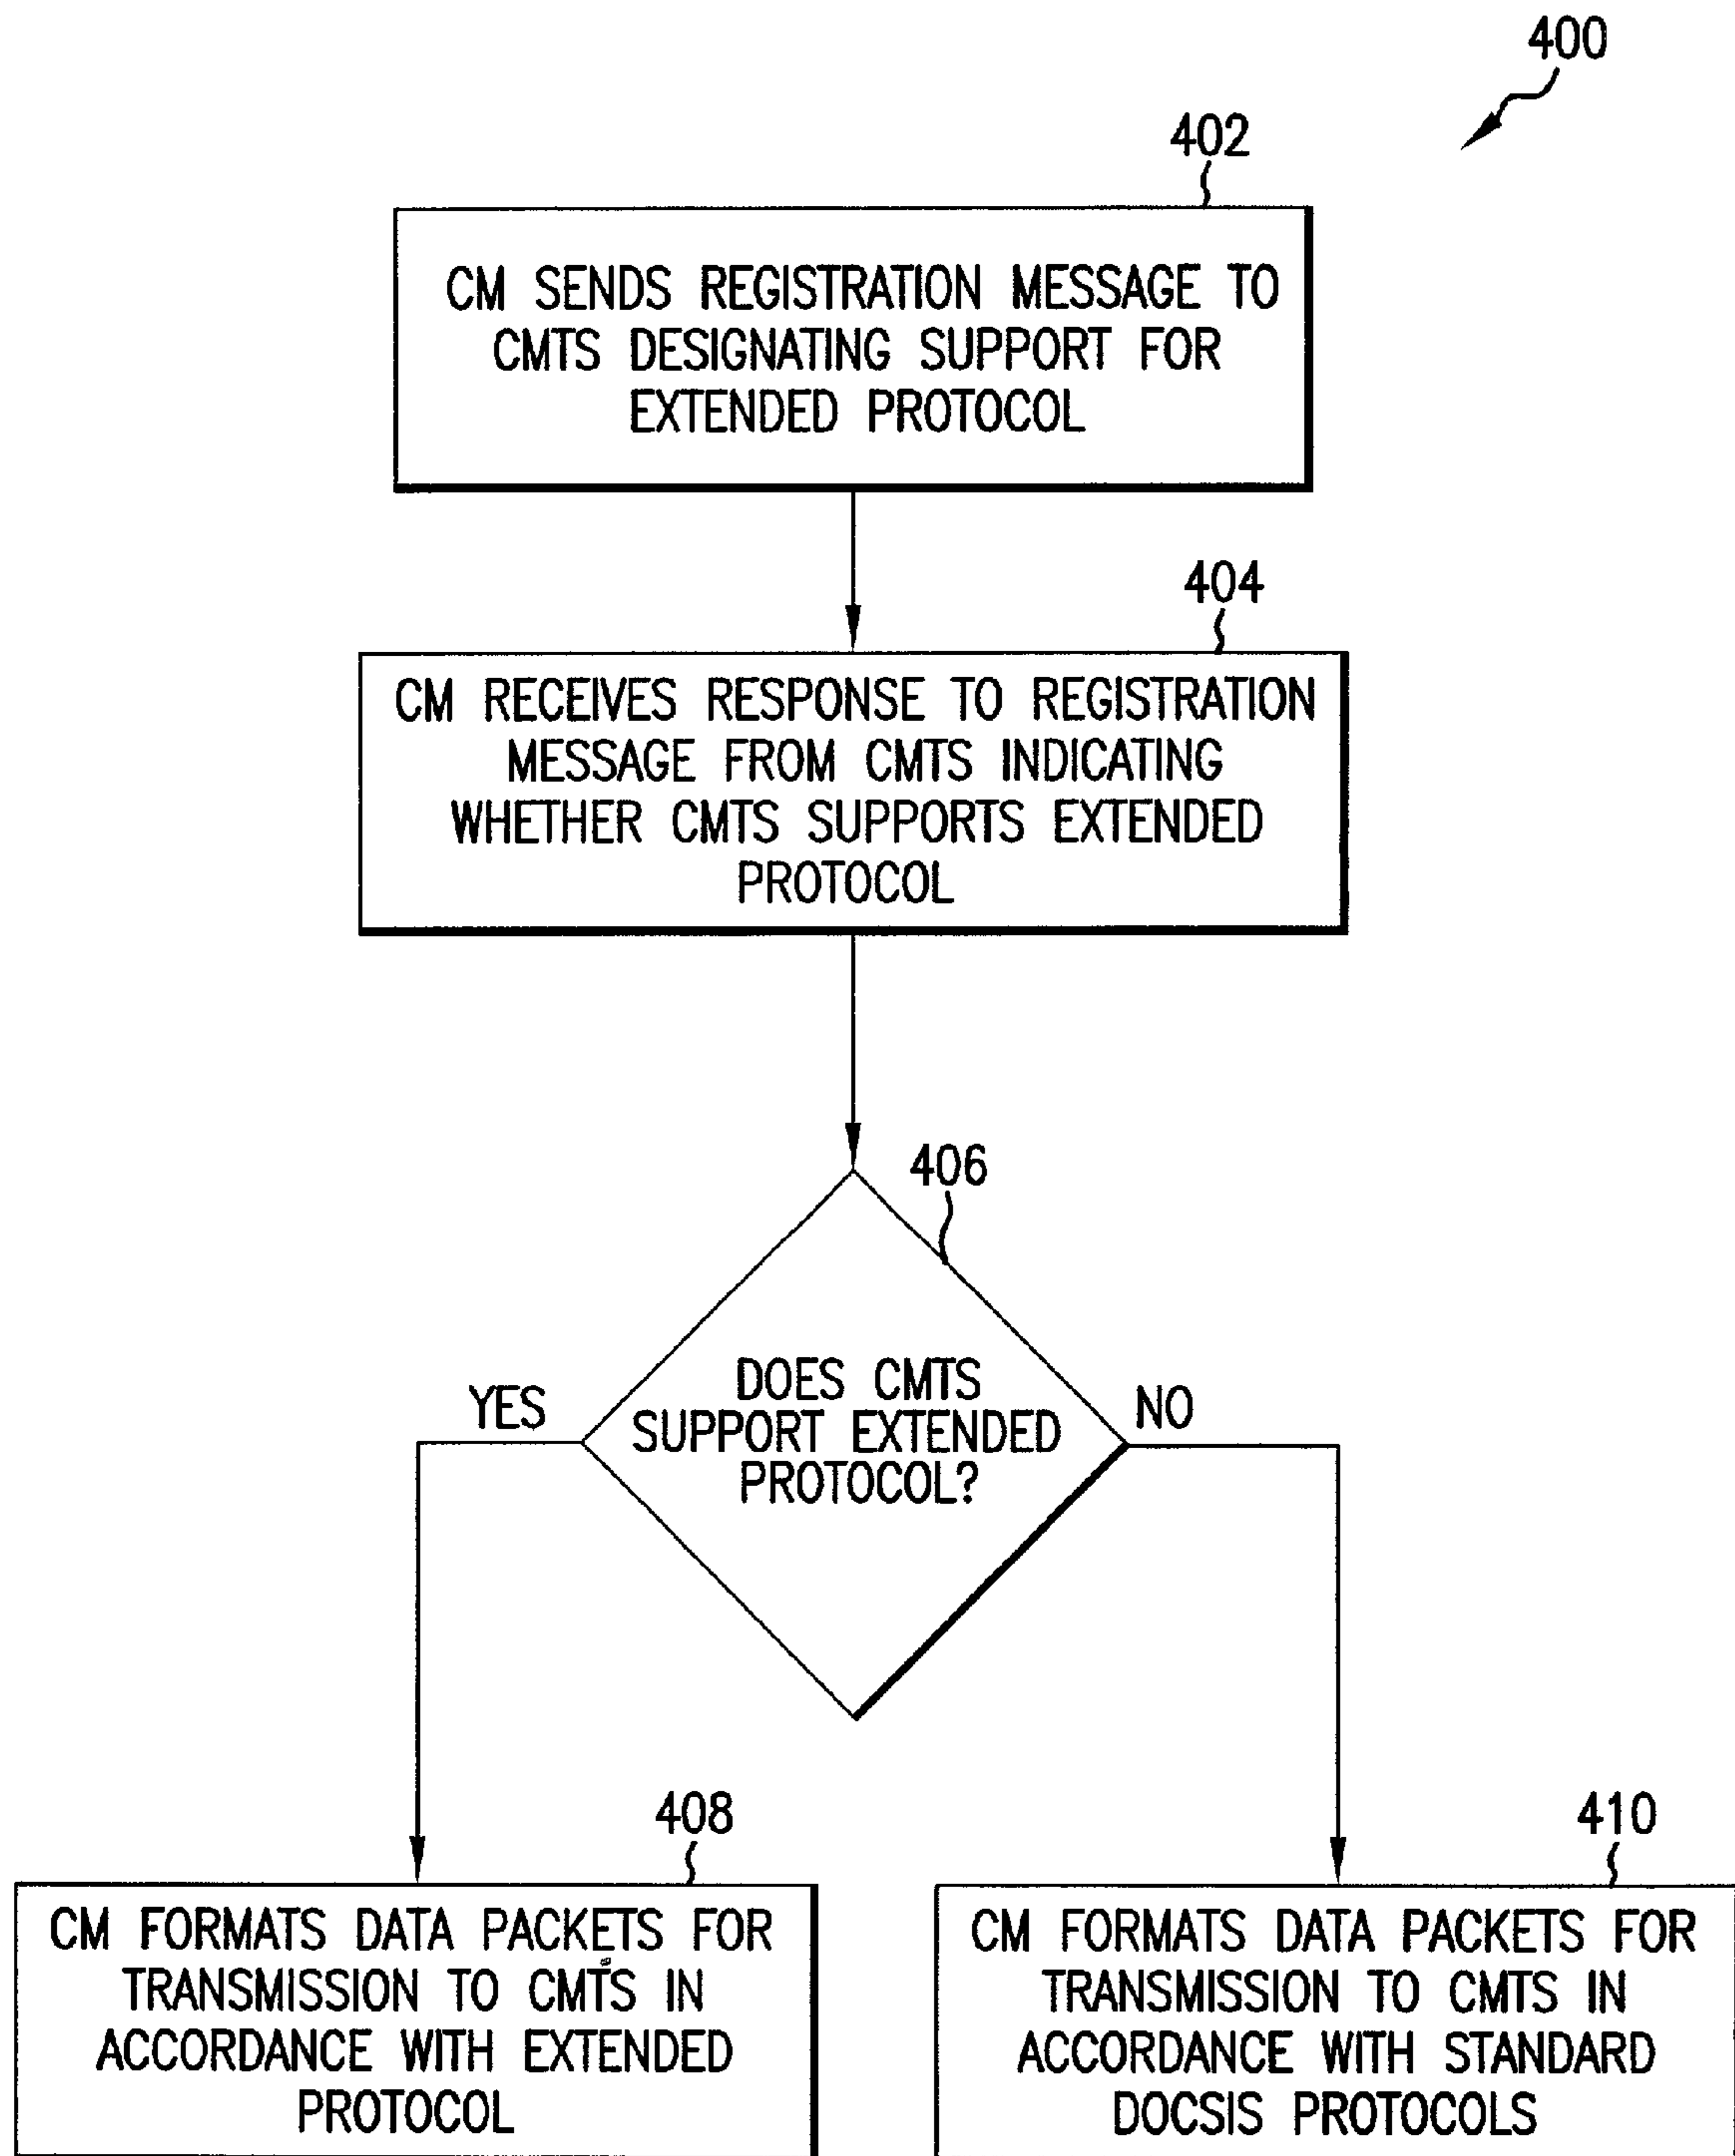 400
402
CM SENDS REGISTRATION MESSAGE TO
CMTS DESIGNATING SUPPORT FOR
EXTENDED PROTOCOL
404
CM RECEIVES RESPONSE TO REGISTRATION
MESSAGE FROM CMTS INDICATING
WHETHER CMTS SUPPORTS EXTENDED
PROTOCOL
406
DOES CMTS
SUPPORT EXTENDED
PROTOCOL?
YES
NO
408
CM FORMATS DATA PACKETS FOR
TRANSMISSION TO CMTS IN
ACCORDANCE WITH EXTENDED
PROTOCOL
410
CM FORMATS DATA PACKETS FOR
TRANSMISSION TO CMTS IN
ACCORDANCE WITH STANDARD
DOCSIS PROTOCOLS